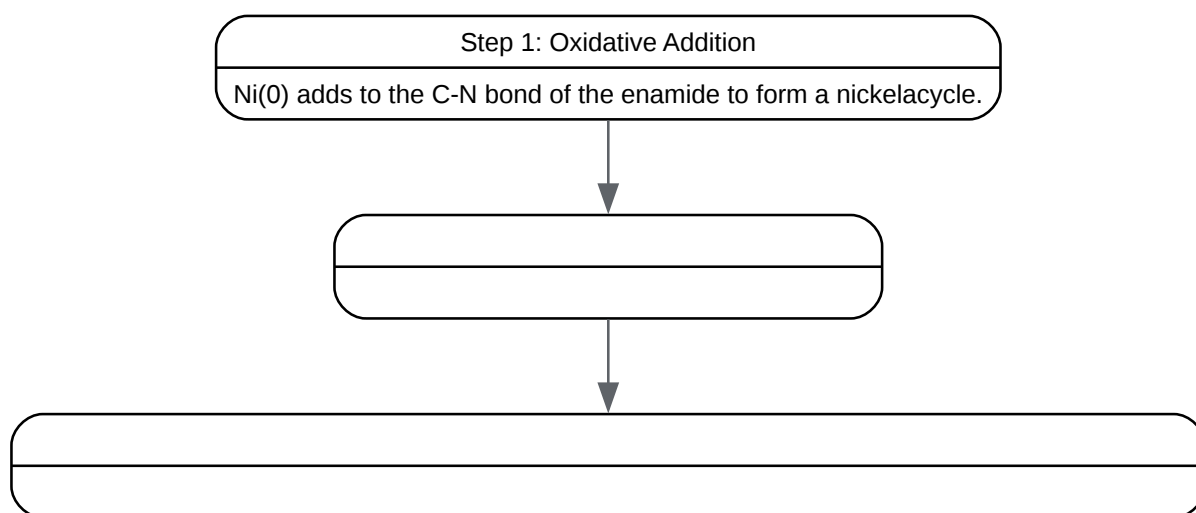 Step 1: Oxidative Addition
Ni(0) adds to the C-N bond of the enamide to form a nickelacycle.